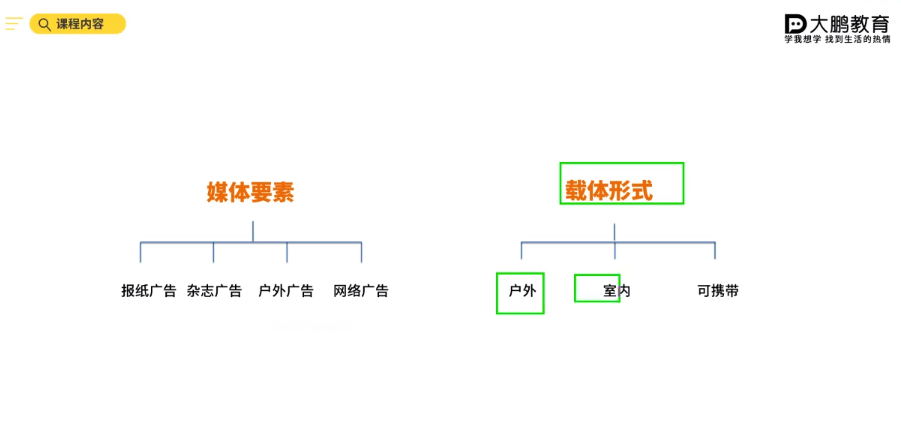 课程内容
大鹏教育
学我想学 找到生活的热情
媒体要素
载体形式
报纸广告 杂志广告 户外广告 网络广告
户外 室内 可携带